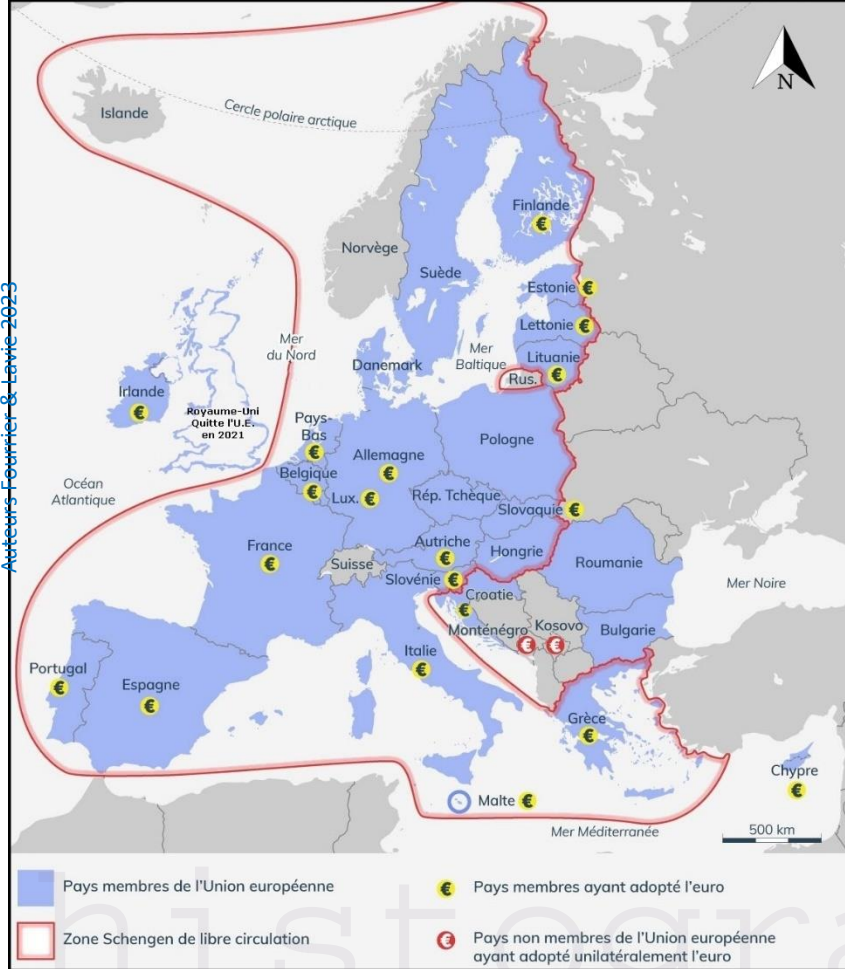 N
Islande
Cercle polaire arctique
Finlande
Norvège
Suède
Estonie €
Lettonie €
Lituanie
€
Rus.
Mer
du Nord
Mer
Baltique
Danemark
Irlande
€
Royaume-Uni
Quitte l'U.E.
en 2021
Pays-
Bas
€
Allemagne
€
Pologne
Belgique
€
Lux. €
Rép. Tchèque
Slovaquie €
Océan
Atlantique
France
€
Suisse
Autriche
€
Hongrie
Slovénie €
Roumanie
Croatie
€
Mer Noire
Monténégro
€
Kosovo
€
Bulgarie
Italie
€
Portugal
€
Espagne
€
Grèce
€
Chypre
€
Malte €
Mer Méditerranée
500 km
Auteurs Fourrier & Lavie 2023
Pays membres de l'Union européenne
€ Pays membres ayant adopté l'euro
Zone Schengen de libre circulation
€ Pays non membres de l'Union européenne
ayant adopté unilatéralement l'euro
histogra